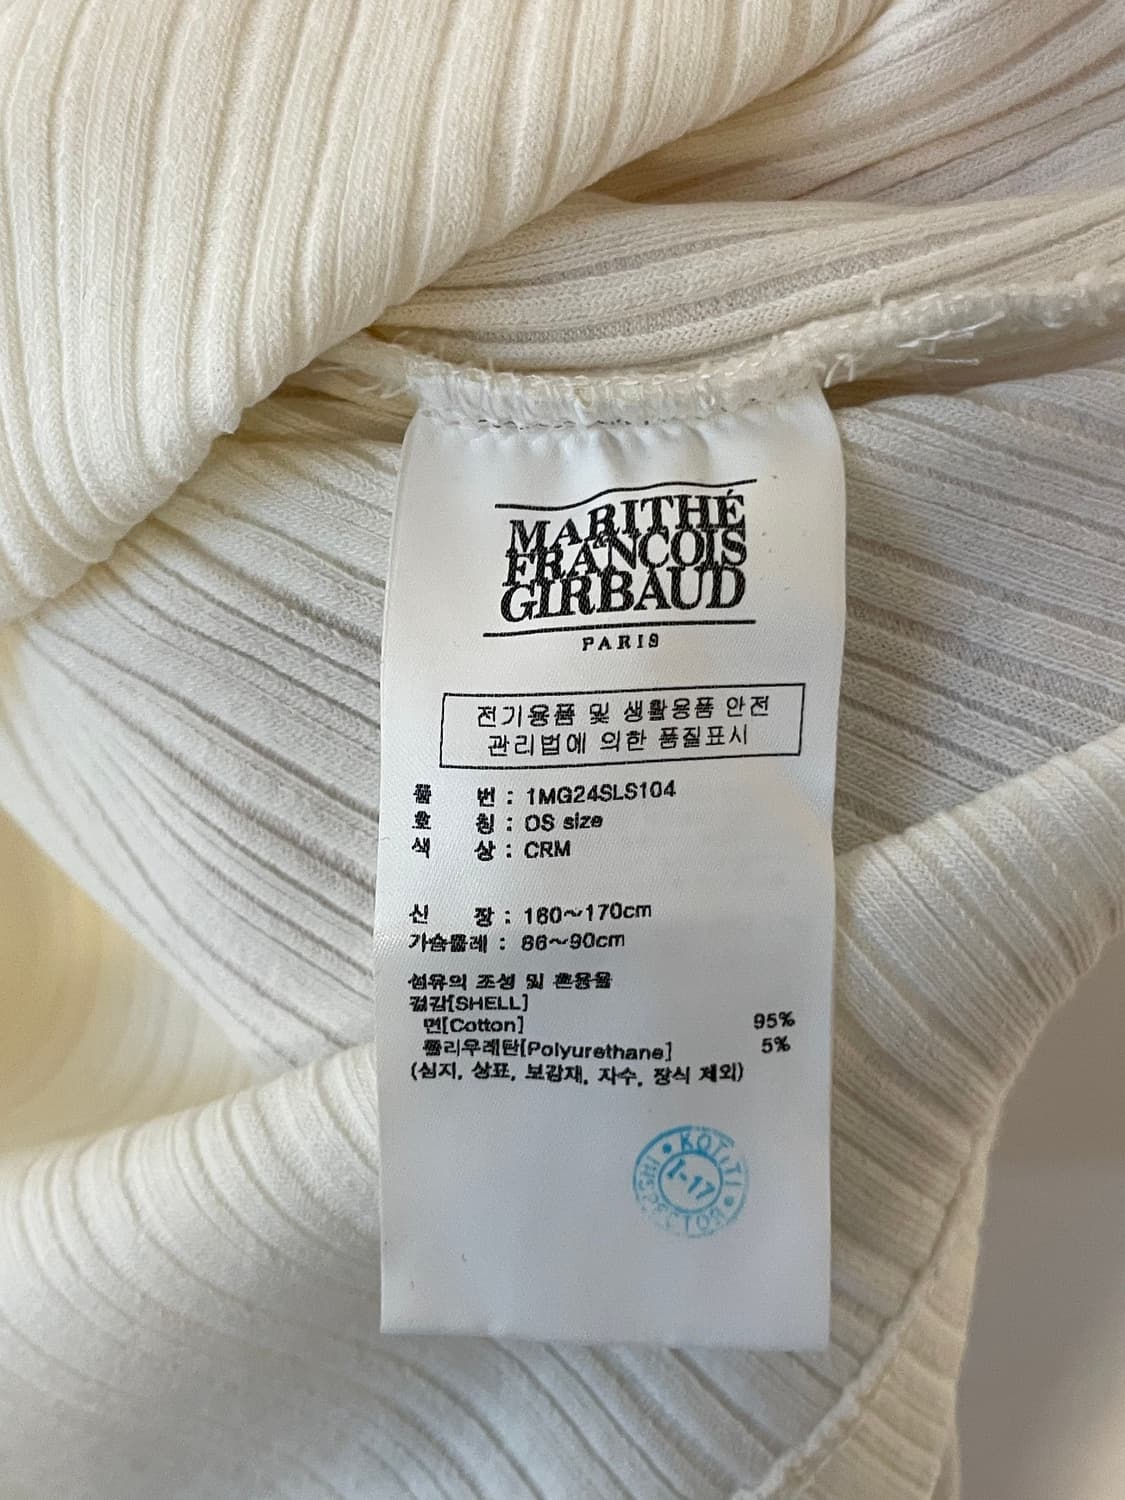 MARITHÉ
FRANÇOIS
GIRBAUD
PARIS
전기용품 및 생활용품 안전
관리법에 의한 품질표시
품 번 : 1MG24SLS104
호 칭 : OS size
색 상 : CRM
신 장 : 160~170cm
가슴둘레 : 86~90cm
섬유의 조성 및 혼용율
겉감[SHELL]
면[Cotton] 95%
폴리우레탄[Polyurethane] 5%
(심지, 상표, 보강재, 자수, 장식 제외)
KOTITI
1-17